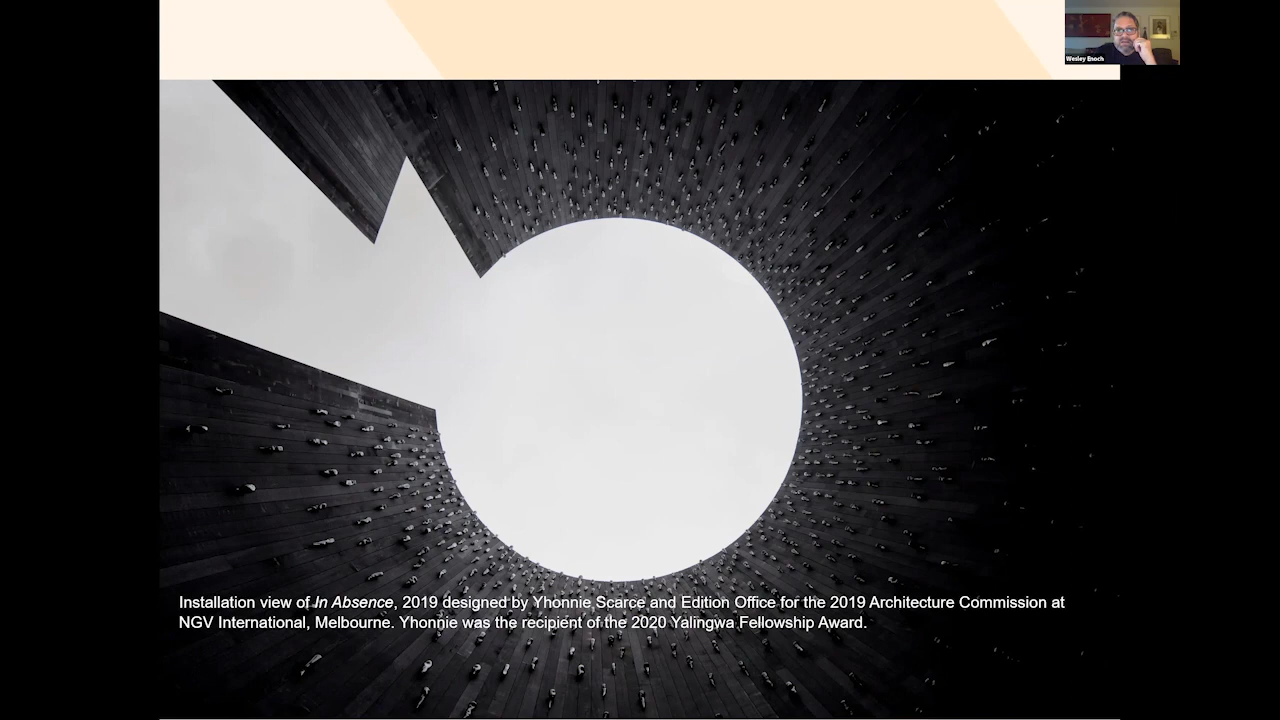 Wesley Enoch
Installation view of In Absence, 2019 designed by Yhonnie Scarce and Edition Office for the 2019 Architecture Commission at
NGV International, Melbourne. Yhonnie was the recipient of the 2020 Yalingwa Fellowship Award.